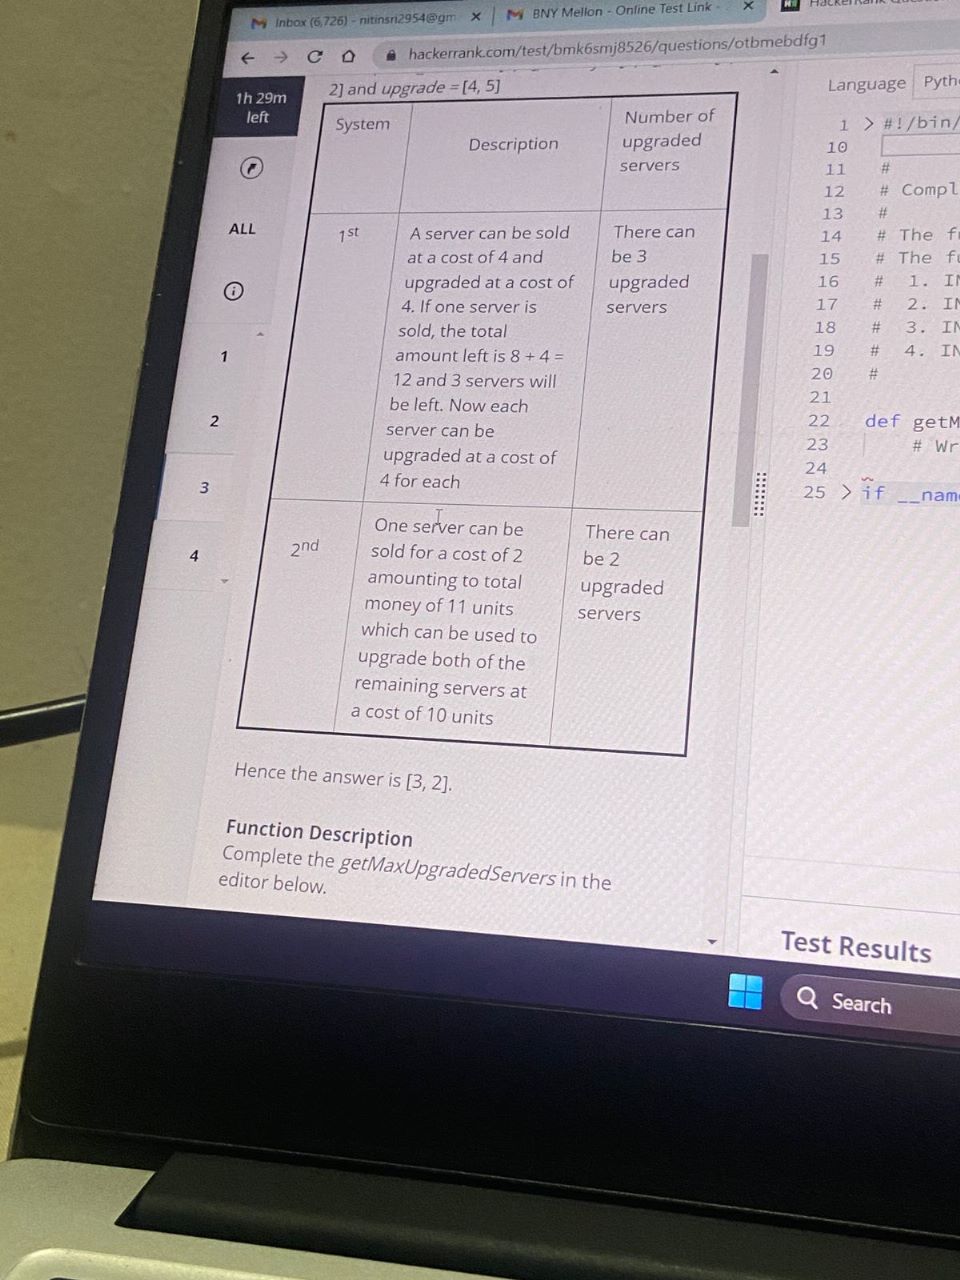 Inbox (6,726) - nitinsri2954@gm
BNY Mellon - Online Test Link -
hackerrank.com/test/bmk6smj8526/questions/otbmebdfg1
1h 29m
left
ALL
1
2
3
4
2] and upgrade = [4, 5]
System
Description
Number of
upgraded
servers
1st
A server can be sold
at a cost of 4 and
upgraded at a cost of
4. If one server is
sold, the total
amount left is 8 + 4 =
12 and 3 servers will
be left. Now each
server can be
upgraded at a cost of
4 for each
There can
be 3
upgraded
servers
2nd
One server can be
sold for a cost of 2
amounting to total
money of 11 units
which can be used to
upgrade both of the
remaining servers at
a cost of 10 units
There can
be 2
upgraded
servers
Hence the answer is [3, 2].
Function Description
Complete the getMaxUpgradedServers in the
editor below.
Language Pyth
1 > #!/bin/
10
11 #
12 # Compl
13 #
14 # The fu
15 # The fu
16 # 1. IN
17 # 2. IN
18 # 3. IN
19 # 4. IN
20 #
21
22 def getM
23 # Wr
24
25 > if __name
Test Results
Search